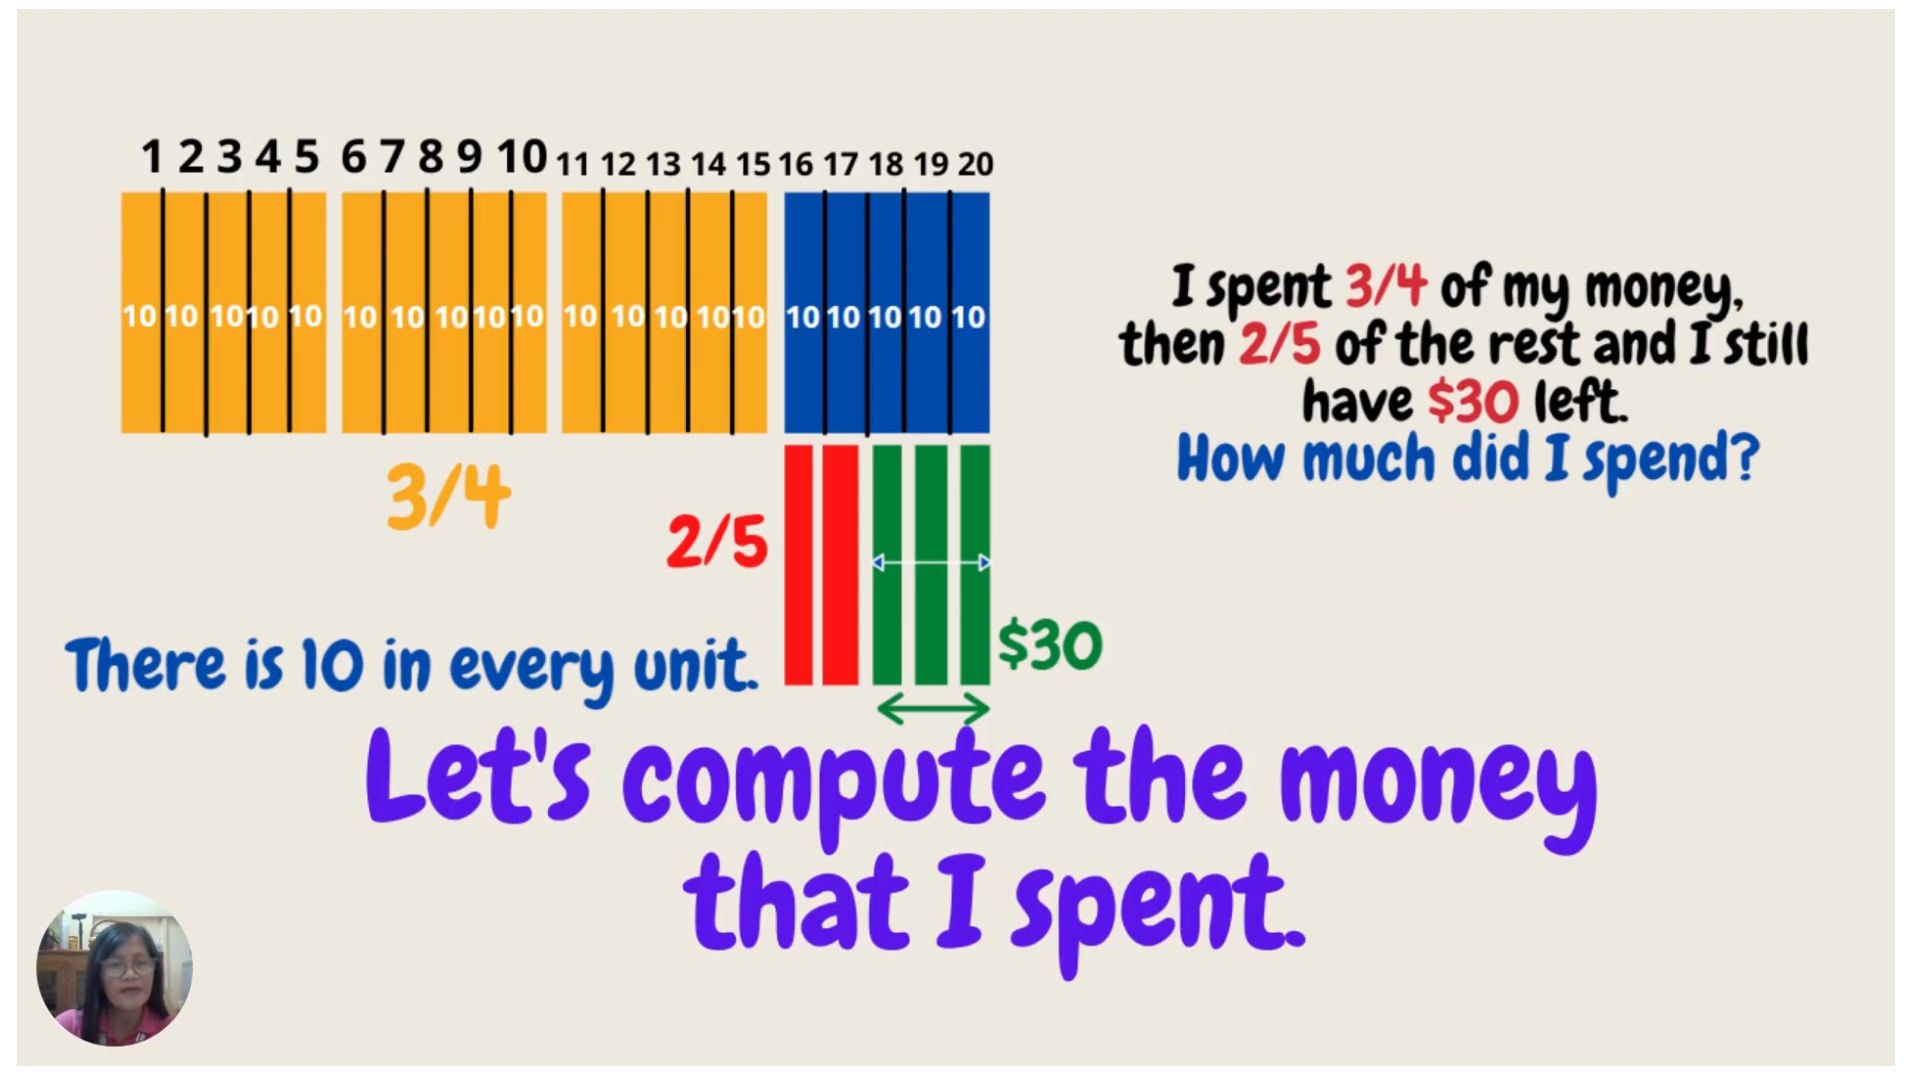 1 2 3 4 5 6 7 8 9 10 11 12 13 14 15 16 17 18 19 20
10 10 10 10 10 10 10 10 10 10 10 10 10 10 10 10 10 10 10 10
I spent 3/4 of my money,
then 2/5 of the rest and I still
have $30 left.
How much did I spend?
3/4
2/5
$30
There is 10 in every unit.
Let's compute the money
that I spent.